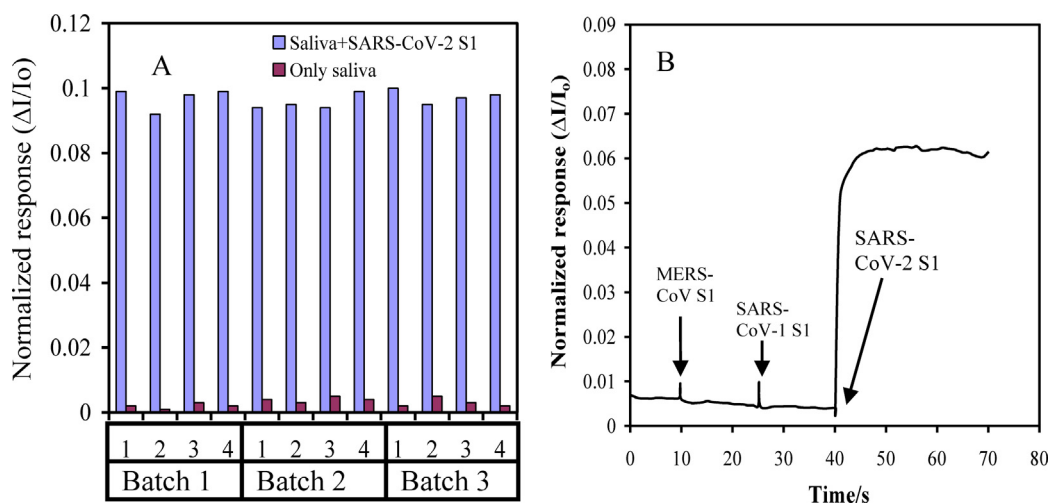 A
Saliva+SARS-CoV-2 S1
Only saliva
Normalized response (ΔI/Io)
0.12
0.1
0.08
0.06
0.04
0.02
0
1 2 3 4 1 2 3 4 1 2 3 4
Batch 1 Batch 2 Batch 3
B
Normalized response (ΔI/I₀)
0.09
0.08
0.07
0.06
0.05
0.04
0.03
0.02
0.01
0
MERS-
CoV S1
SARS-
CoV-1 S1
SARS-
CoV-2 S1
0 10 20 30 40 50 60 70 80
Time/s